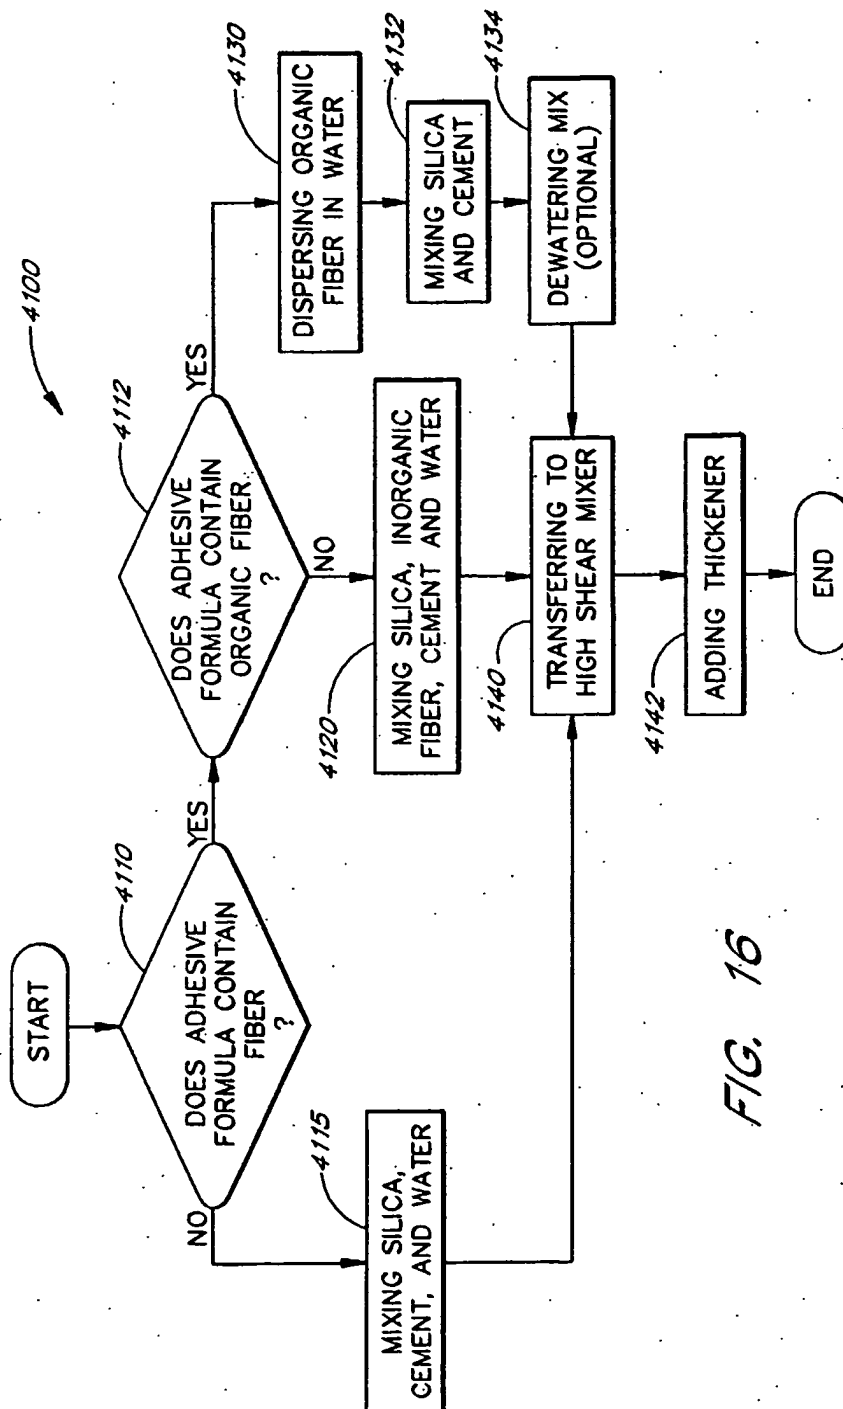 4100
START
4110
DOES ADHESIVE
FORMULA CONTAIN
FIBER
?
NO
YES
4112
DOES ADHESIVE
FORMULA CONTAIN
ORGANIC FIBER
?
YES
NO
4115
MIXING SILICA,
CEMENT, AND WATER
4120
MIXING SILICA, INORGANIC
FIBER, CEMENT AND WATER
4130
DISPERSING ORGANIC
FIBER IN WATER
4132
MIXING SILICA
AND CEMENT
4134
DEWATERING MIX
(OPTIONAL)
4140
TRANSFERRING TO
HIGH SHEAR MIXER
4142
ADDING THICKENER
END
FIG. 16